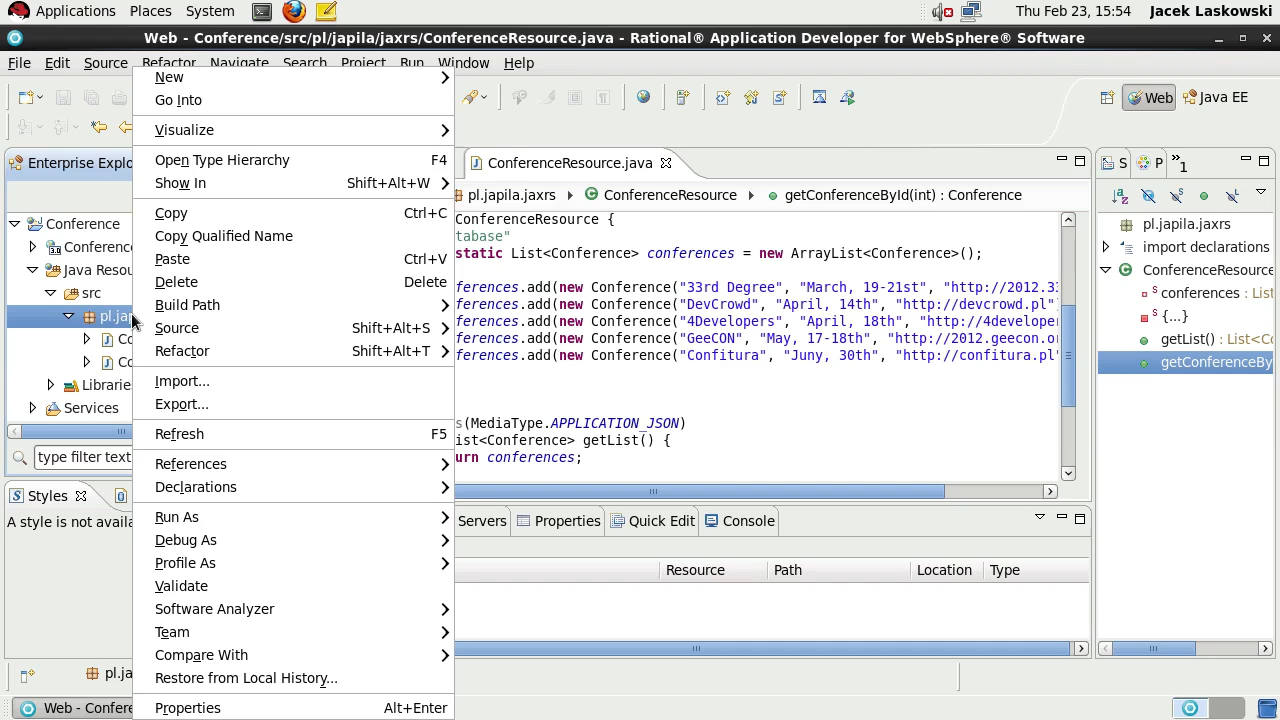 Applications Places System Thu Feb 23, 15:54 Jacek Laskowski
Web - Conference/src/pl/japila/jaxrs/ConferenceResource.java - Rational® Application Developer for WebSphere® Software
File Edit Source Refactor Navigate Search Project Run Window Help
Web Java EE
Enterprise Explo
Conference
Conference
Java Resou
src
pl.jap
Co
Co
Librarie
Services
type filter text
Styles
A style is not availa
pl.ja
New
Go Into
Visualize
Open Type Hierarchy F4
Show In Shift+Alt+W
Copy Ctrl+C
Copy Qualified Name
Paste Ctrl+V
Delete Delete
Build Path
Source Shift+Alt+S
Refactor Shift+Alt+T
Import...
Export...
Refresh F5
References
Declarations
Run As
Debug As
Profile As
Validate
Software Analyzer
Team
Compare With
Restore from Local History...
Properties Alt+Enter
ConferenceResource.java
pl.japila.jaxrs ConferenceResource getConferenceById(int) : Conference
ConferenceResource {
tabase"
static List<Conference> conferences = new ArrayList<Conference>();
ferences.add(new Conference("33rd Degree", "March, 19-21st", "http://2012.33
ferences.add(new Conference("DevCrowd", "April, 14th", "http://devcrowd.pl"
ferences.add(new Conference("4Developers", "April, 18th", "http://4developer
ferences.add(new Conference("GeeCON", "May, 17-18th", "http://2012.geecon.or
ferences.add(new Conference("Confitura", "Juny, 30th", "http://confitura.pl"
s(MediaType.APPLICATION_JSON)
ist<Conference> getList() {
urn conferences;
Servers Properties Quick Edit Console
Resource Path Location Type
S P »1
pl.japila.jaxrs
import declarations
ConferenceResource
conferences : List
{...}
getList() : List<Co
getConferenceBy
Web - Confere